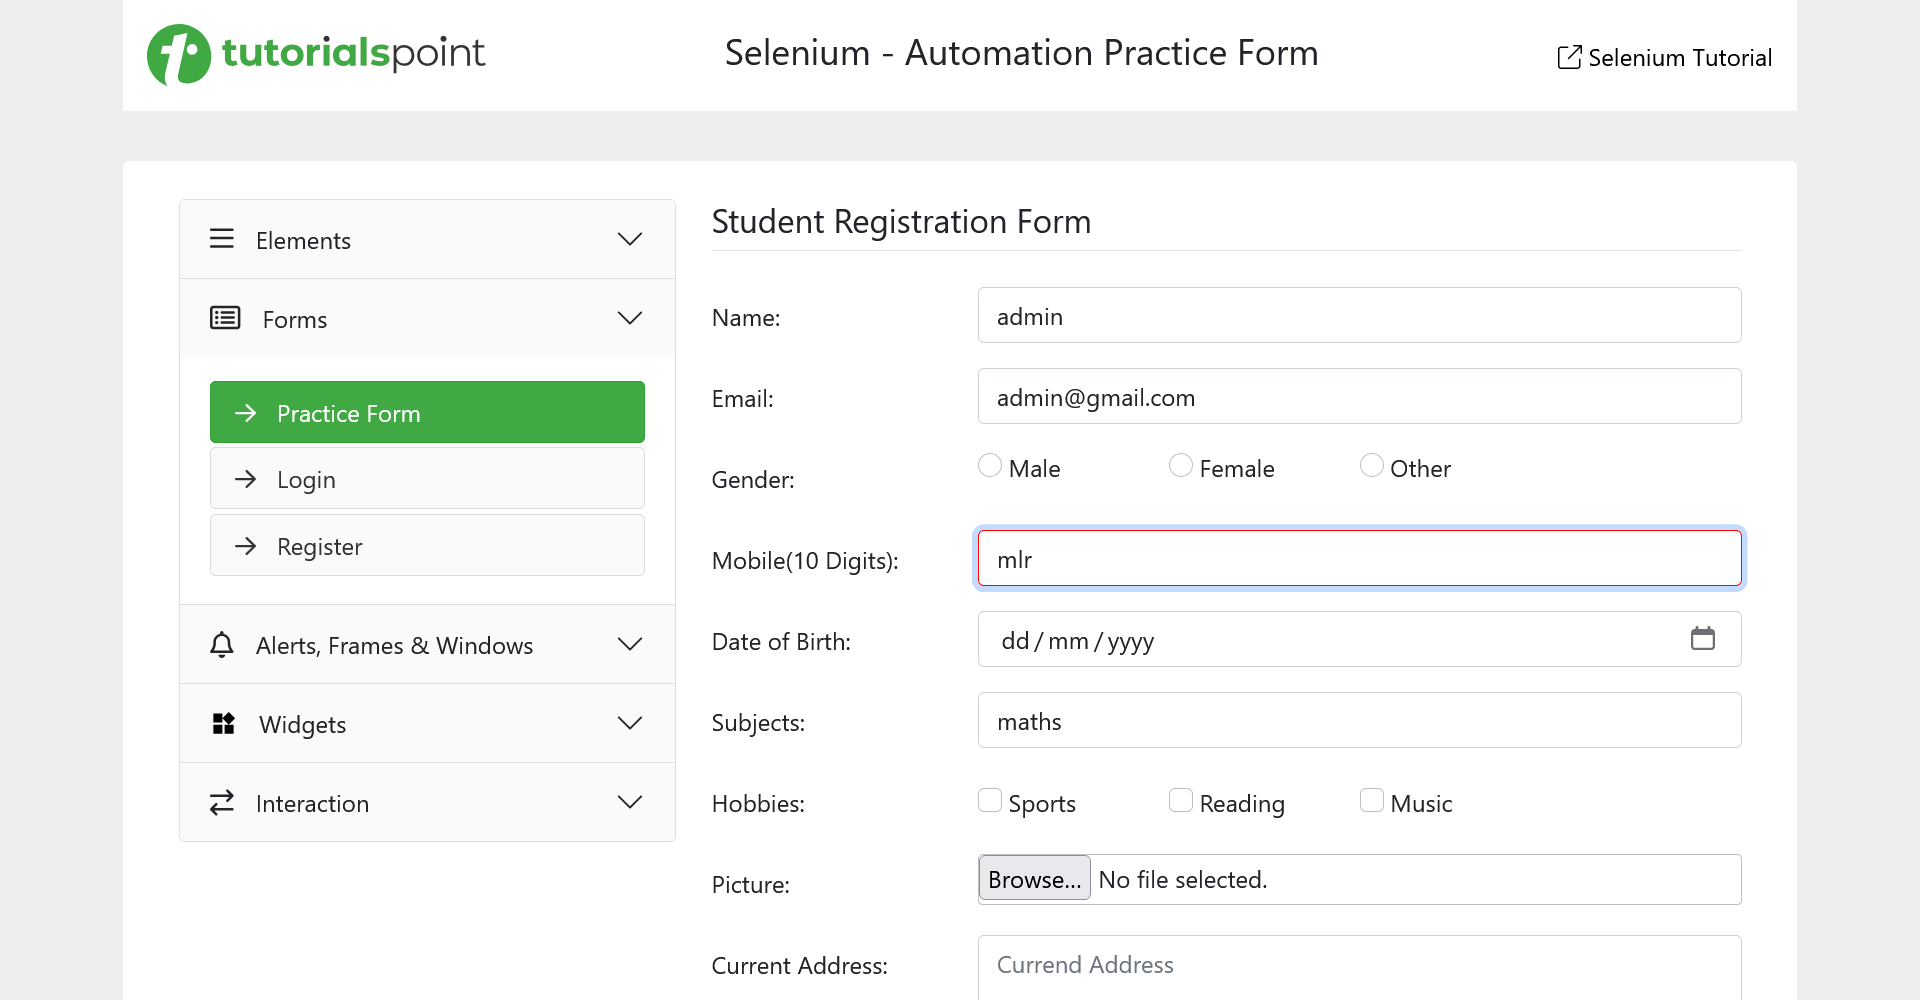 tutorialspoint
Selenium - Automation Practice Form
Selenium Tutorial
Elements
Forms
Practice Form
Login
Register
Alerts, Frames & Windows
Widgets
Interaction
Student Registration Form
Name:
admin
Email:
admin@gmail.com
Gender:
Male
Female
Other
Mobile(10 Digits):
mlr
Date of Birth:
dd/mm/yyyy
Subjects:
maths
Hobbies:
Sports
Reading
Music
Picture:
Browse... No file selected.
Current Address:
Currend Address